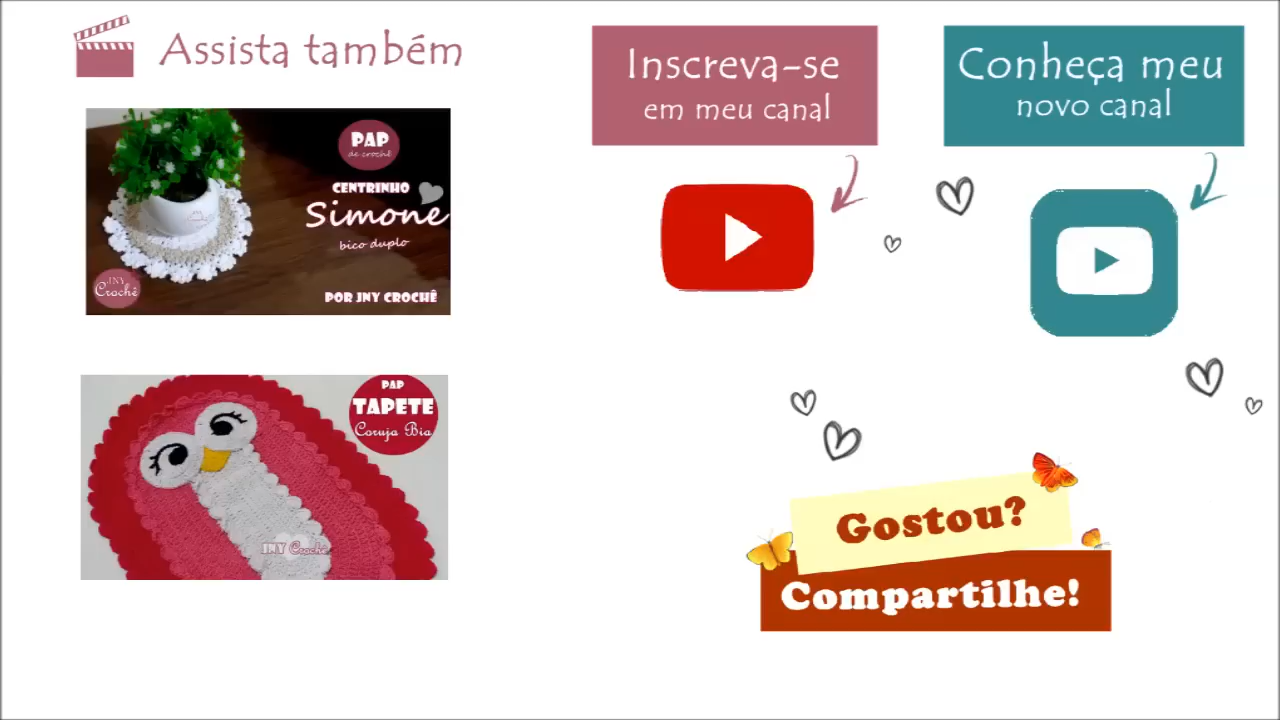 Assista também
PAP
de crochê
CENTRINHO
Simone
bico duplo
JNY
Crochê
POR JNY CROCHÊ
PAP
TAPETE
Coruja Bia
JNY Crochê
Inscreva-se
em meu canal
Conheça meu
novo canal
Gostou?
Compartilhe!